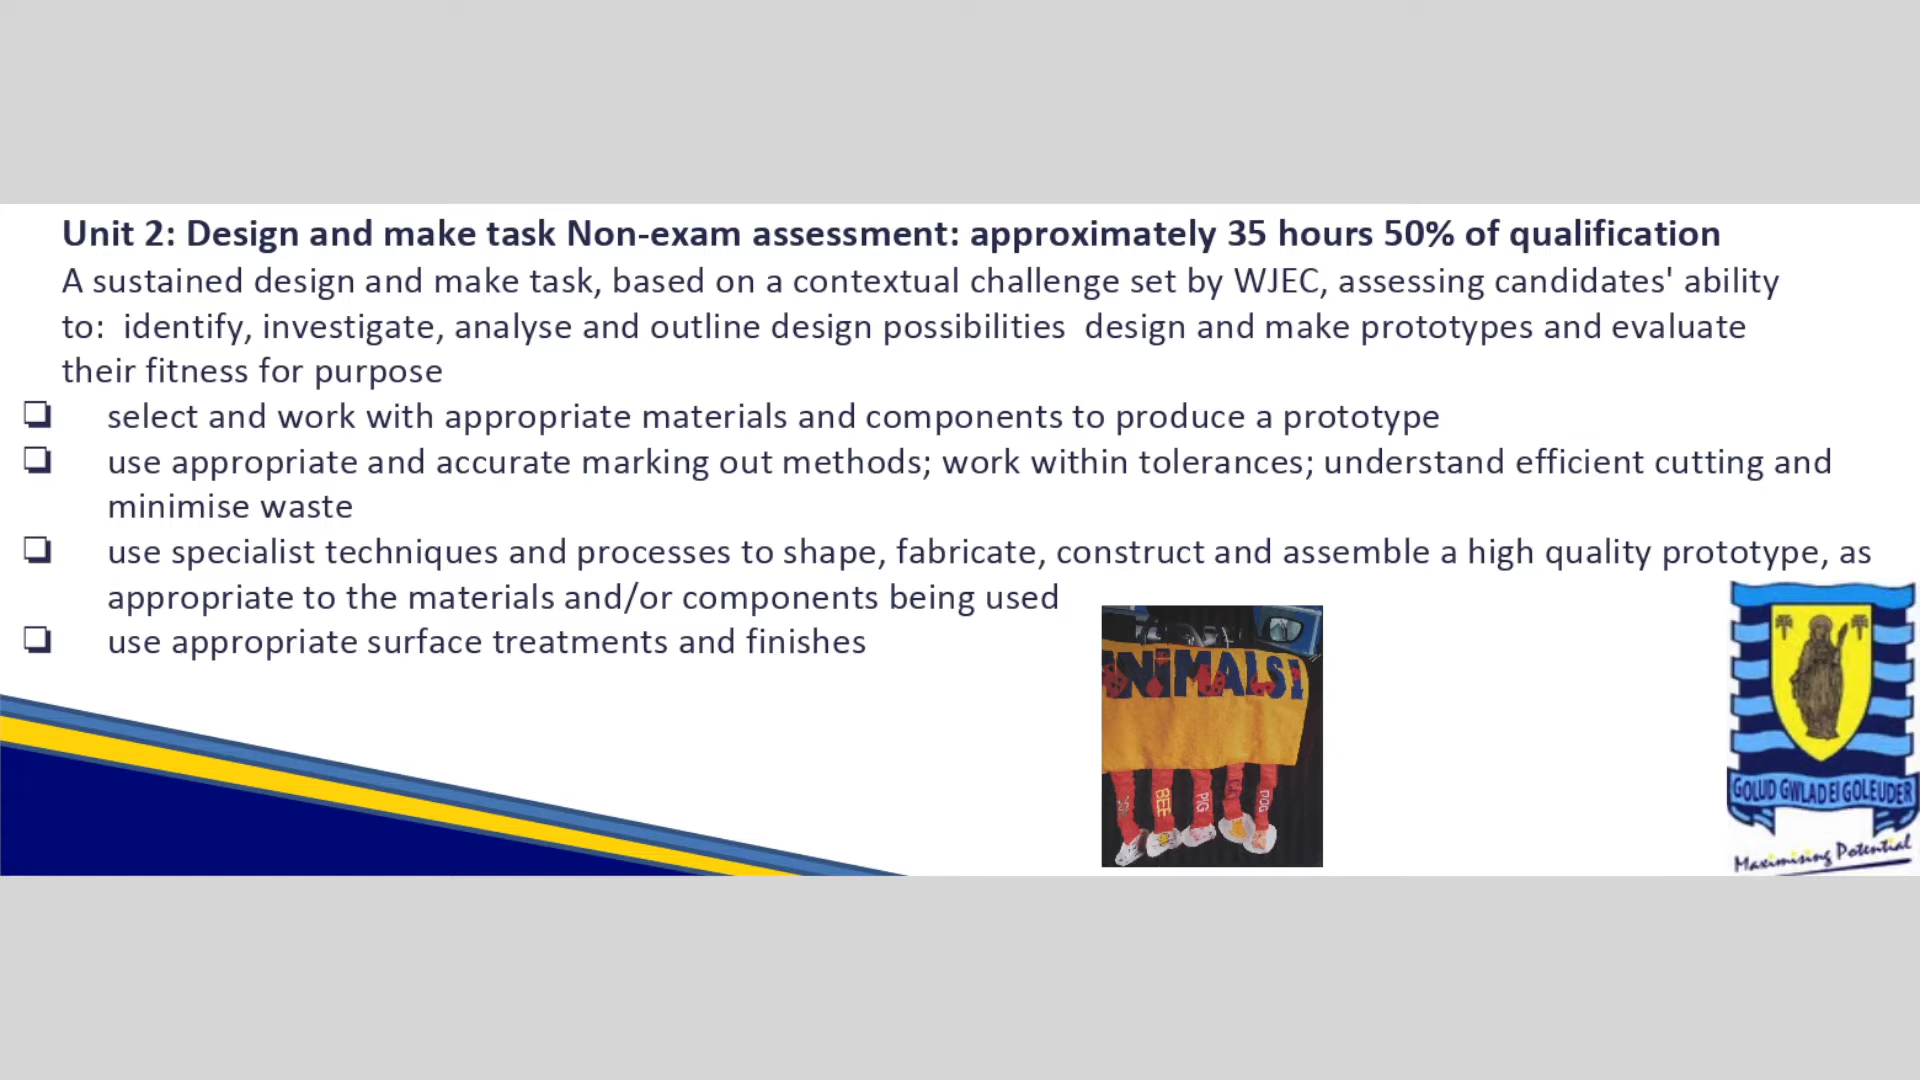 Unit 2: Design and make task Non-exam assessment: approximately 35 hours 50% of qualification
A sustained design and make task, based on a contextual challenge set by WJEC, assessing candidates' ability
to:  identify, investigate, analyse and outline design possibilities  design and make prototypes and evaluate
their fitness for purpose
❏ select and work with appropriate materials and components to produce a prototype
❏ use appropriate and accurate marking out methods; work within tolerances; understand efficient cutting and
minimise waste
❏ use specialist techniques and processes to shape, fabricate, construct and assemble a high quality prototype, as
appropriate to the materials and/or components being used
❏ use appropriate surface treatments and finishes
NIMALS!
BEE
PIG
DOG
GOLUD GWLAD EI GOLEUDER
Maximising Potential